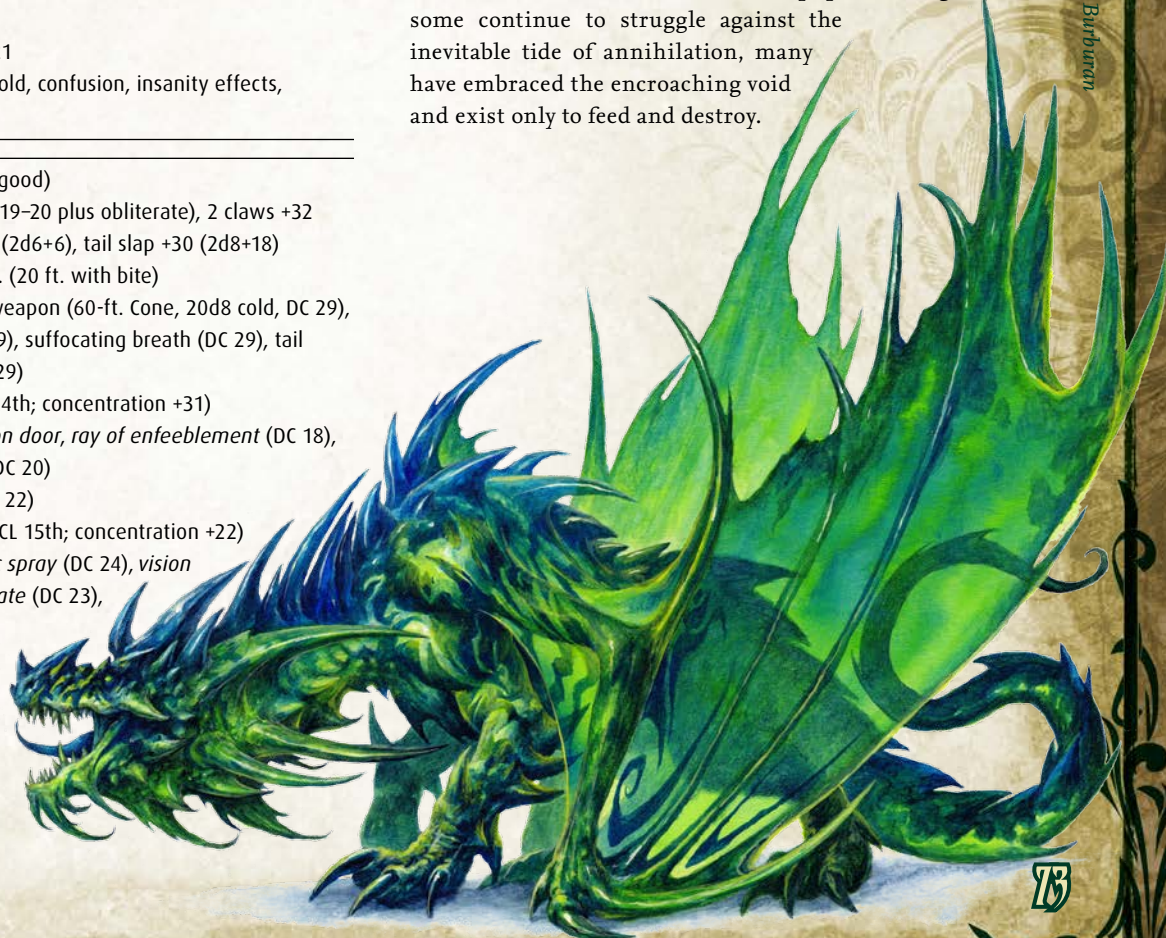 1
old, confusion, insanity effects,
good)
19–20 plus obliterate), 2 claws +32
(2d6+6), tail slap +30 (2d8+18)
. (20 ft. with bite)
weapon (60-ft. Cone, 20d8 cold, DC 29),
9), suffocating breath (DC 29), tail
29)
4th; concentration +31)
on door, ray of enfeeblement (DC 18),
DC 20)
22)
CL 15th; concentration +22)
spray (DC 24), vision
ate (DC 23),
some continue to struggle against the
inevitable tide of annihilation, many
have embraced the encroaching void
and exist only to feed and destroy.
Burburan